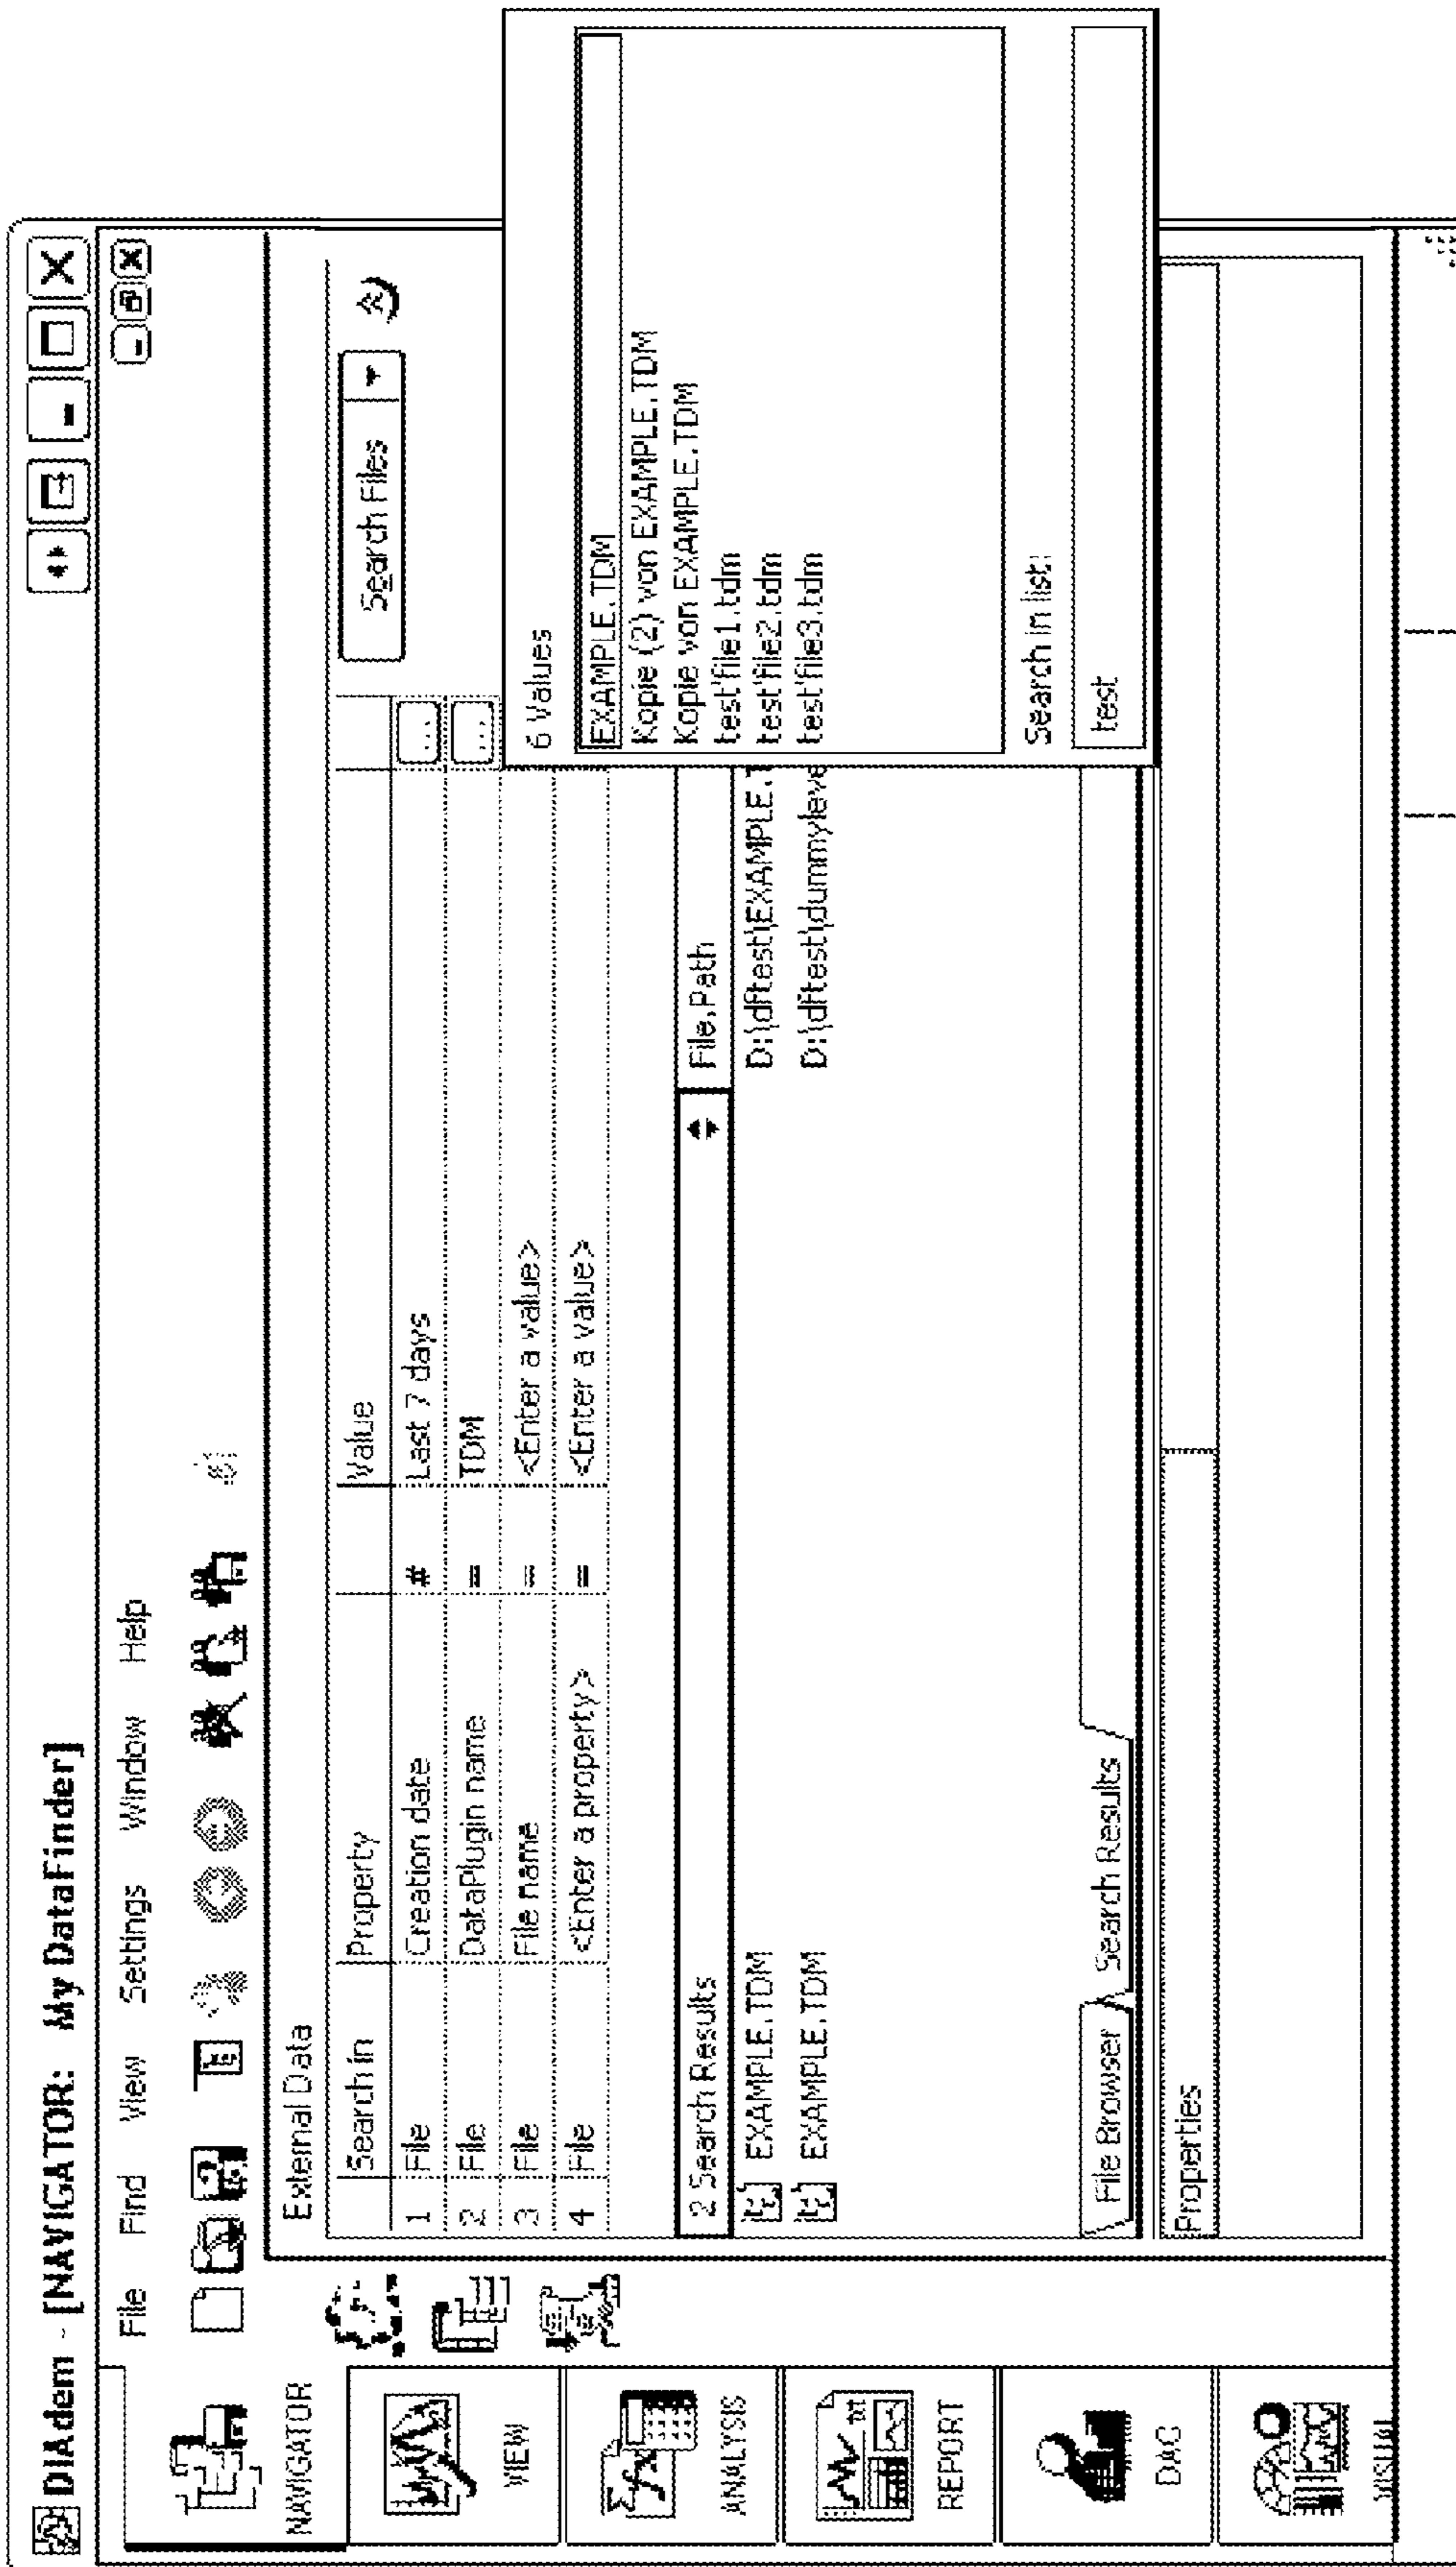 DIAdem - [NAVIGATOR: My DataFinder]
File Find View Settings Window Help
NAVIGATOR
VIEW
ANALYSIS
REPORT
DAC
External Data
Search in Property Value
Search Files
1 File Creation date # Last 7 days ...
2 File DataPlugin name = TDM ...
3 File File name = <Enter a value>
4 File <Enter a property> = <Enter a value>
2 Search Results File.Path
EXAMPLE.TDM D:\dftest\EXAMPLE.T
EXAMPLE.TDM D:\dftest\dummyleve
6 Values
EXAMPLE.TDM
Kopie (2) von EXAMPLE.TDM
Kopie von EXAMPLE.TDM
test'file1.tdm
test'file2.tdm
test'file3.tdm
Search in list:
test
File Browser Search Results
Properties